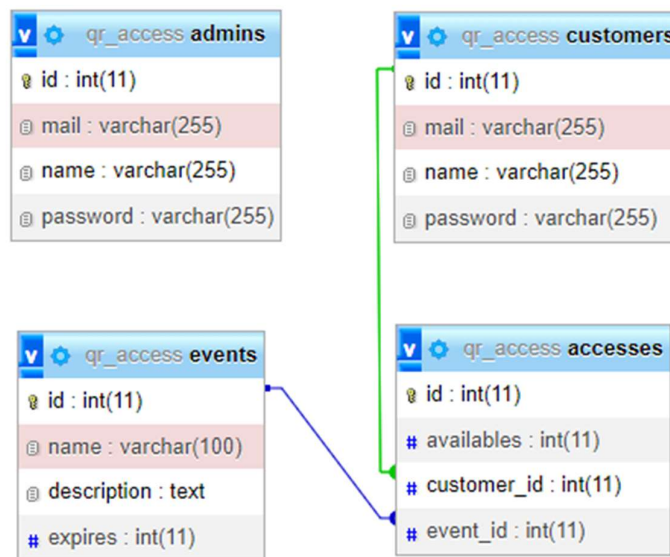 v qr_access admins
id : int(11)
mail : varchar(255)
name : varchar(255)
password : varchar(255)
v qr_access customers
id : int(11)
mail : varchar(255)
name : varchar(255)
password : varchar(255)
v qr_access events
id : int(11)
name : varchar(100)
description : text
# expires : int(11)
v qr_access accesses
id : int(11)
# availables : int(11)
# customer_id : int(11)
# event_id : int(11)